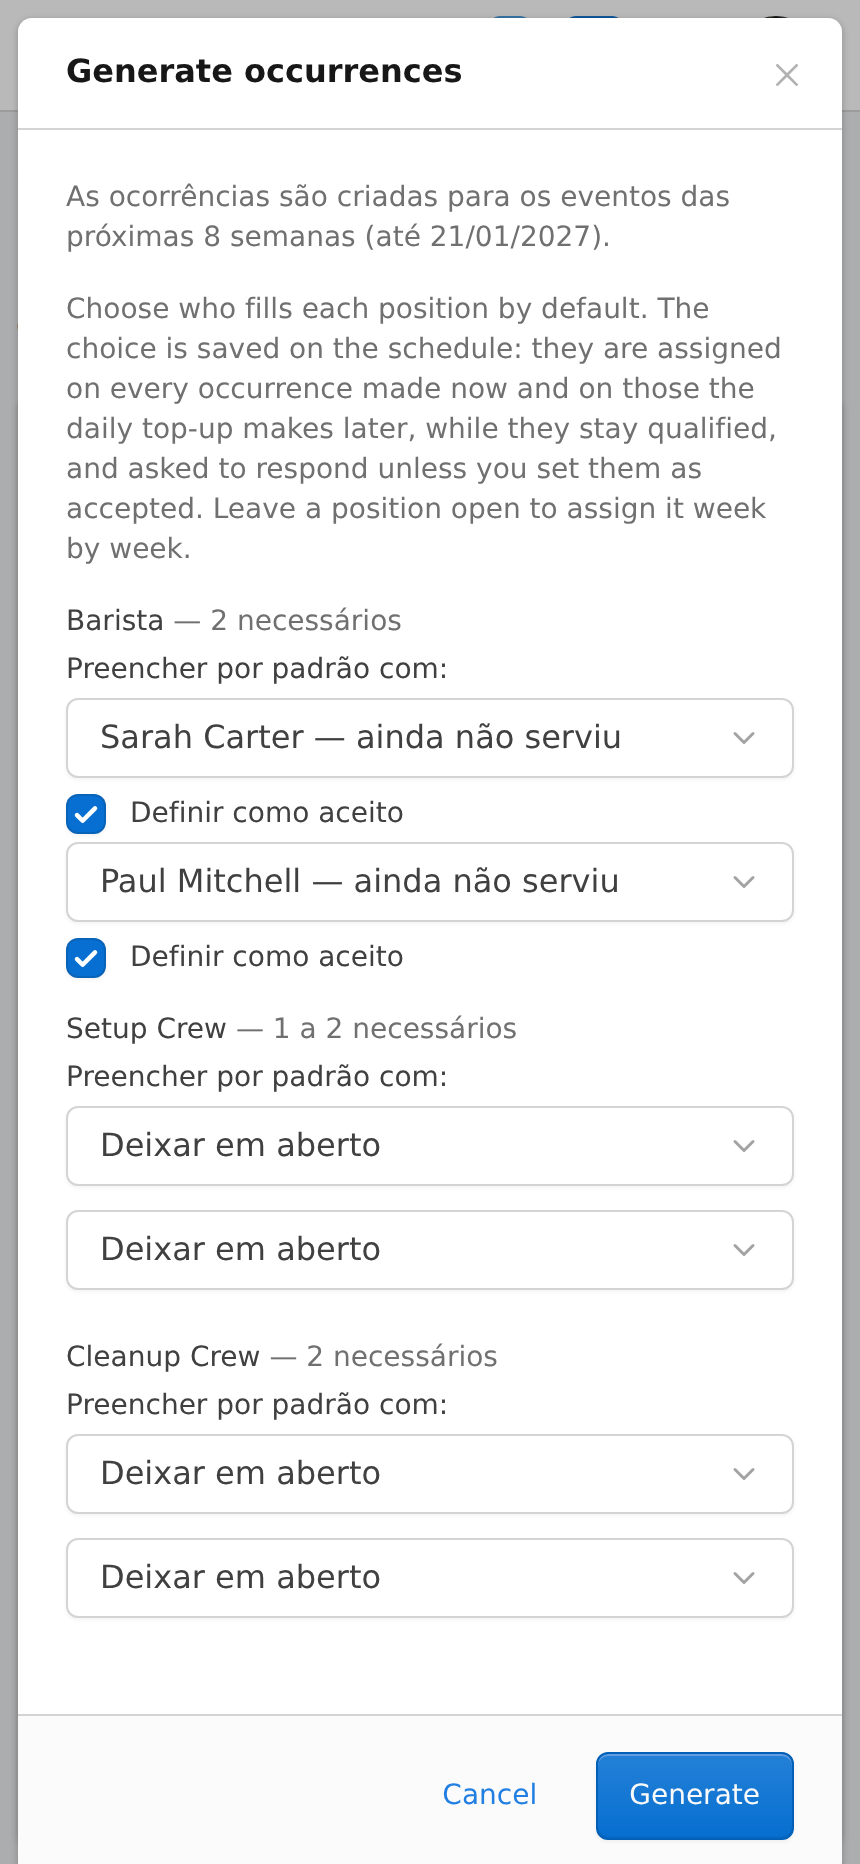 Generate occurrences
As ocorrências são criadas para os eventos das
próximas 8 semanas (até 21/01/2027).
Choose who fills each position by default. The
choice is saved on the schedule: they are assigned
on every occurrence made now and on those the
daily top-up makes later, while they stay qualified,
and asked to respond unless you set them as
accepted. Leave a position open to assign it week
by week.
Barista — 2 necessários
Preencher por padrão com:
Sarah Carter — ainda não serviu
Definir como aceito
Paul Mitchell — ainda não serviu
Definir como aceito
Setup Crew — 1 a 2 necessários
Preencher por padrão com:
Deixar em aberto
Deixar em aberto
Cleanup Crew — 2 necessários
Preencher por padrão com:
Deixar em aberto
Deixar em aberto
Cancel
Generate